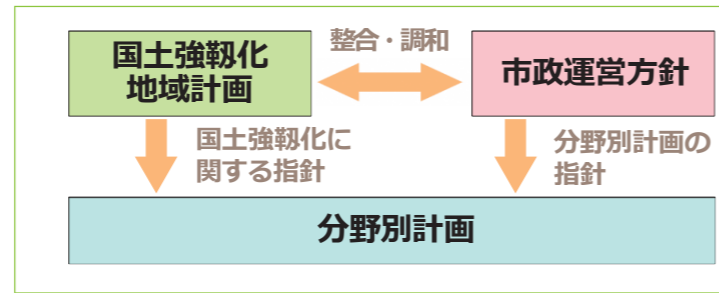 整合・調和
国土強靱化
地域計画
市政運営方針
国土強靱化に
関する指針
分野別計画の
指針
分野別計画